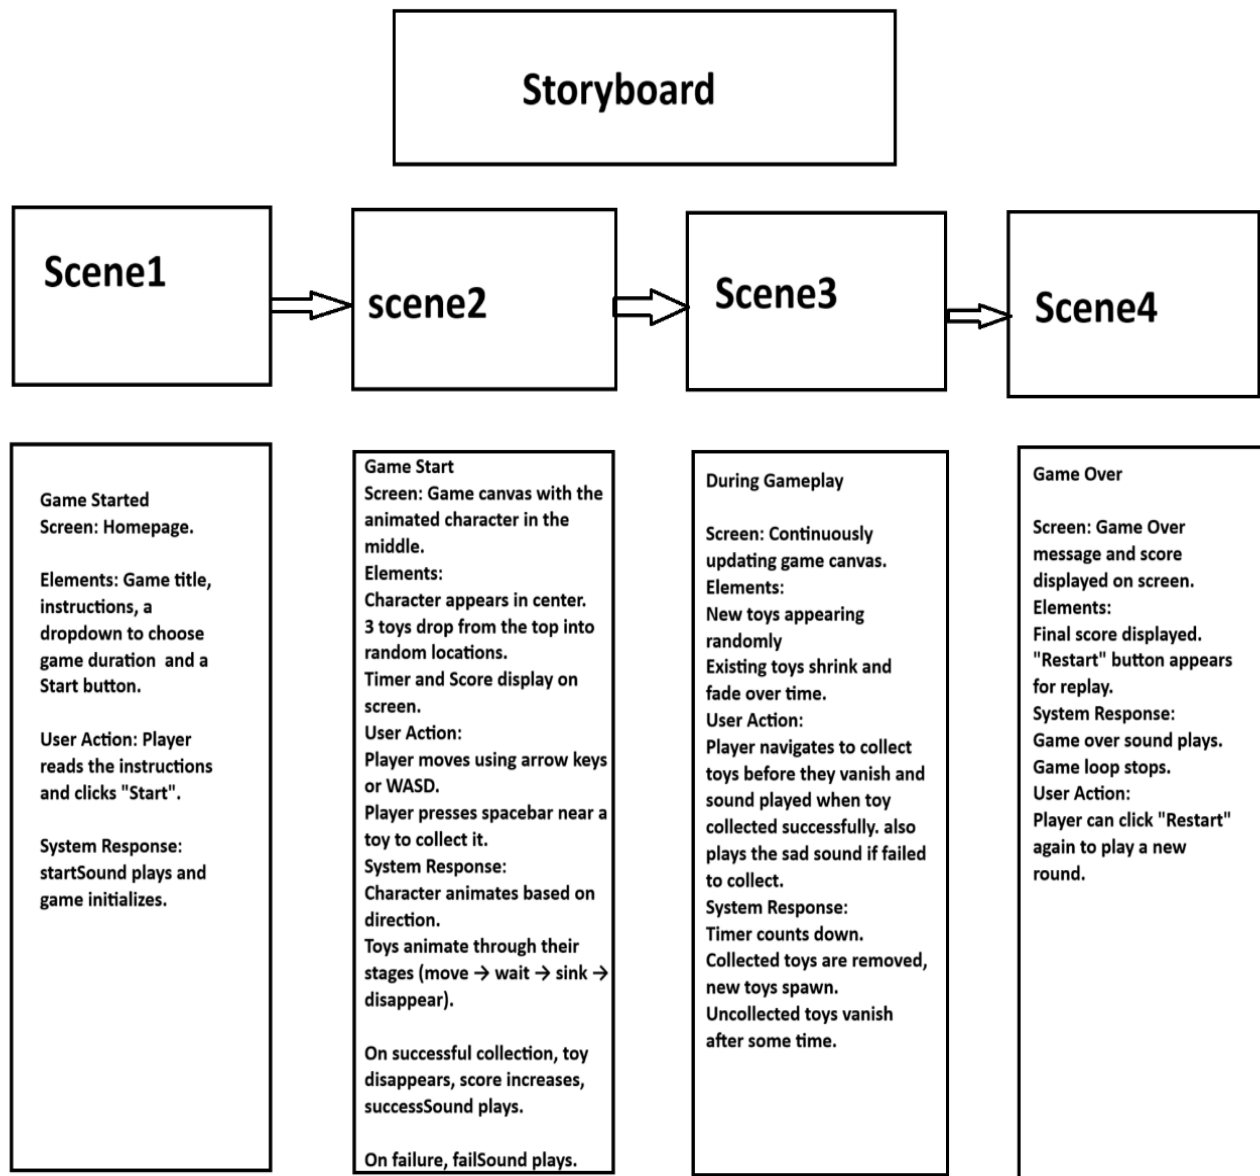 Storyboard
Scene1
scene2
Scene3
Scene4
Game Started
Screen: Homepage.
Elements: Game title,
instructions, a
dropdown to choose
game duration and a
Start button.
User Action: Player
reads the instructions
and clicks "Start".
System Response:
startSound plays and
game initializes.
Game Start
Screen: Game canvas with the
animated character in the
middle.
Elements:
Character appears in center.
3 toys drop from the top into
random locations.
Timer and Score display on
screen.
User Action:
Player moves using arrow keys
or WASD.
Player presses spacebar near a
toy to collect it.
System Response:
Character animates based on
direction.
Toys animate through their
stages (move → wait → sink →
disappear).
On successful collection, toy
disappears, score increases,
successSound plays.
On failure, failSound plays.
During Gameplay
Screen: Continuously
updating game canvas.
Elements:
New toys appearing
randomly
Existing toys shrink and
fade over time.
User Action:
Player navigates to collect
toys before they vanish and
sound played when toy
collected successfully. also
plays the sad sound if failed
to collect.
System Response:
Timer counts down.
Collected toys are removed,
new toys spawn.
Uncollected toys vanish
after some time.
Game Over
Screen: Game Over
message and score
displayed on screen.
Elements:
Final score displayed.
"Restart" button appears
for replay.
System Response:
Game over sound plays.
Game loop stops.
User Action:
Player can click "Restart"
again to play a new
round.